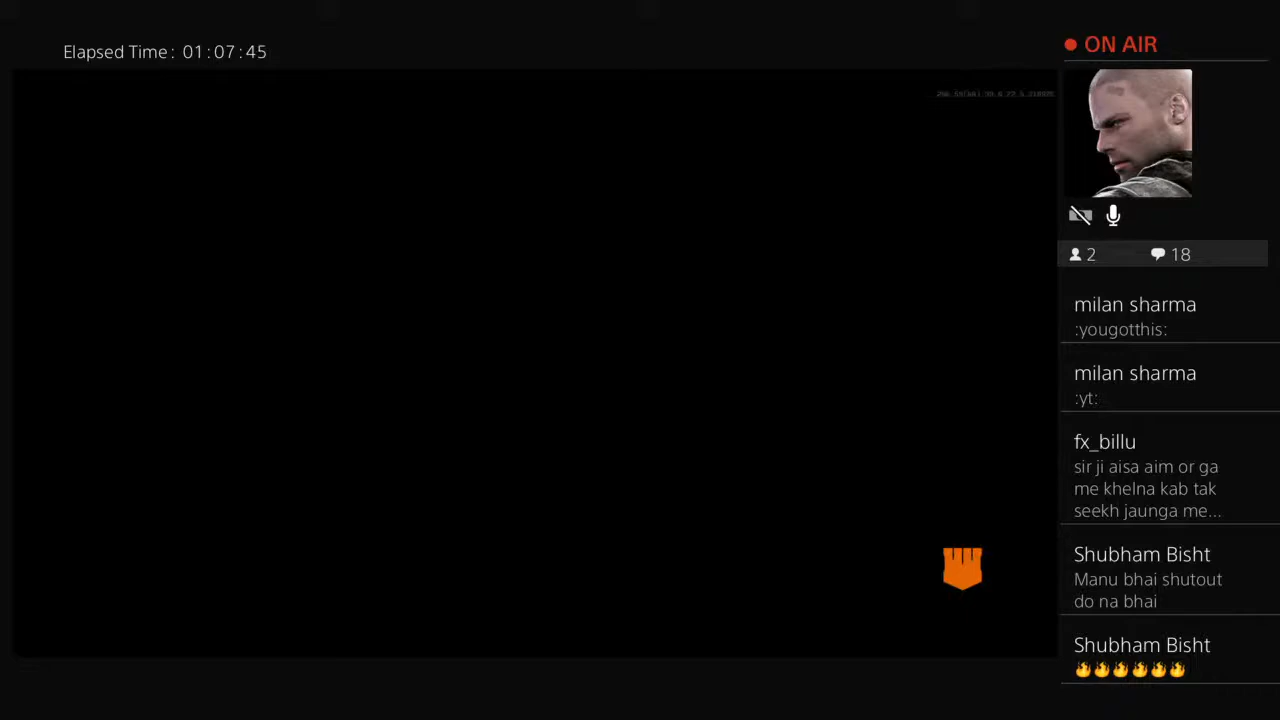 Elapsed Time: 01:07:45
ON AIR
2
18
milan sharma
:yougotthis:
milan sharma
:yt:
fx_billu
sir ji aisa aim or ga
me khelna kab tak
seekh jaunga me...
Shubham Bisht
Manu bhai shutout
do na bhai
Shubham Bisht
🔥🔥🔥🔥🔥🔥